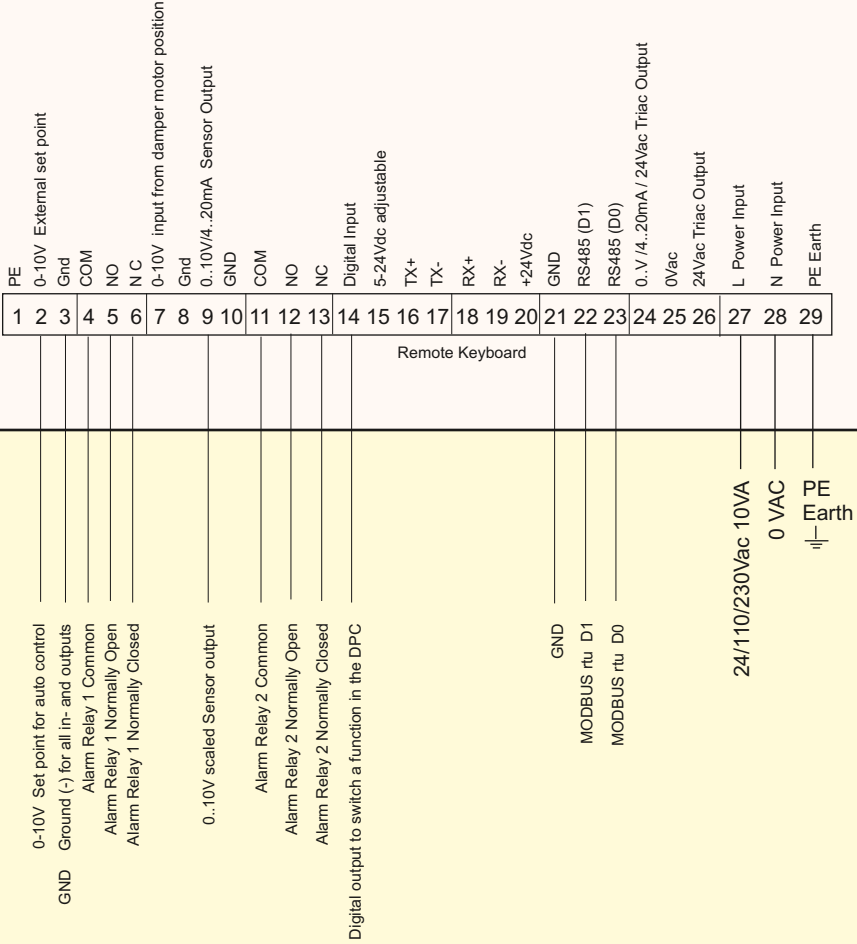 PE
0-10V External set point
Gnd
COM
NO
N C
0-10V input from damper motor position
Gnd
0..10V/4..20mA Sensor Output
GND
COM
NO
NC
Digital Input
5-24Vdc adjustable
TX+
TX-
RX+
RX-
+24Vdc
GND
RS485 (D1)
RS485 (D0)
0..V /4..20mA / 24Vac Triac Output
0Vac
24Vac Triac Output
L Power Input
N Power Input
PE Earth
1 2 3 4 5 6 7 8 9 10 11 12 13 14 15 16 17 18 19 20 21 22 23 24 25 26 27 28 29
Remote Keyboard
0-10V Set point for auto control
GND Ground (-) for all in- and outputs
Alarm Relay 1 Common
Alarm Relay 1 Normally Open
Alarm Relay 1 Normally Closed
0..10V scaled Sensor output
Alarm Relay 2 Common
Alarm Relay 2 Normally Open
Alarm Relay 2 Normally Closed
Digital output to switch a function in the DPC
GND
MODBUS rtu D1
MODBUS rtu D0
24/110/230Vac 10VA
0 VAC
PE
Earth